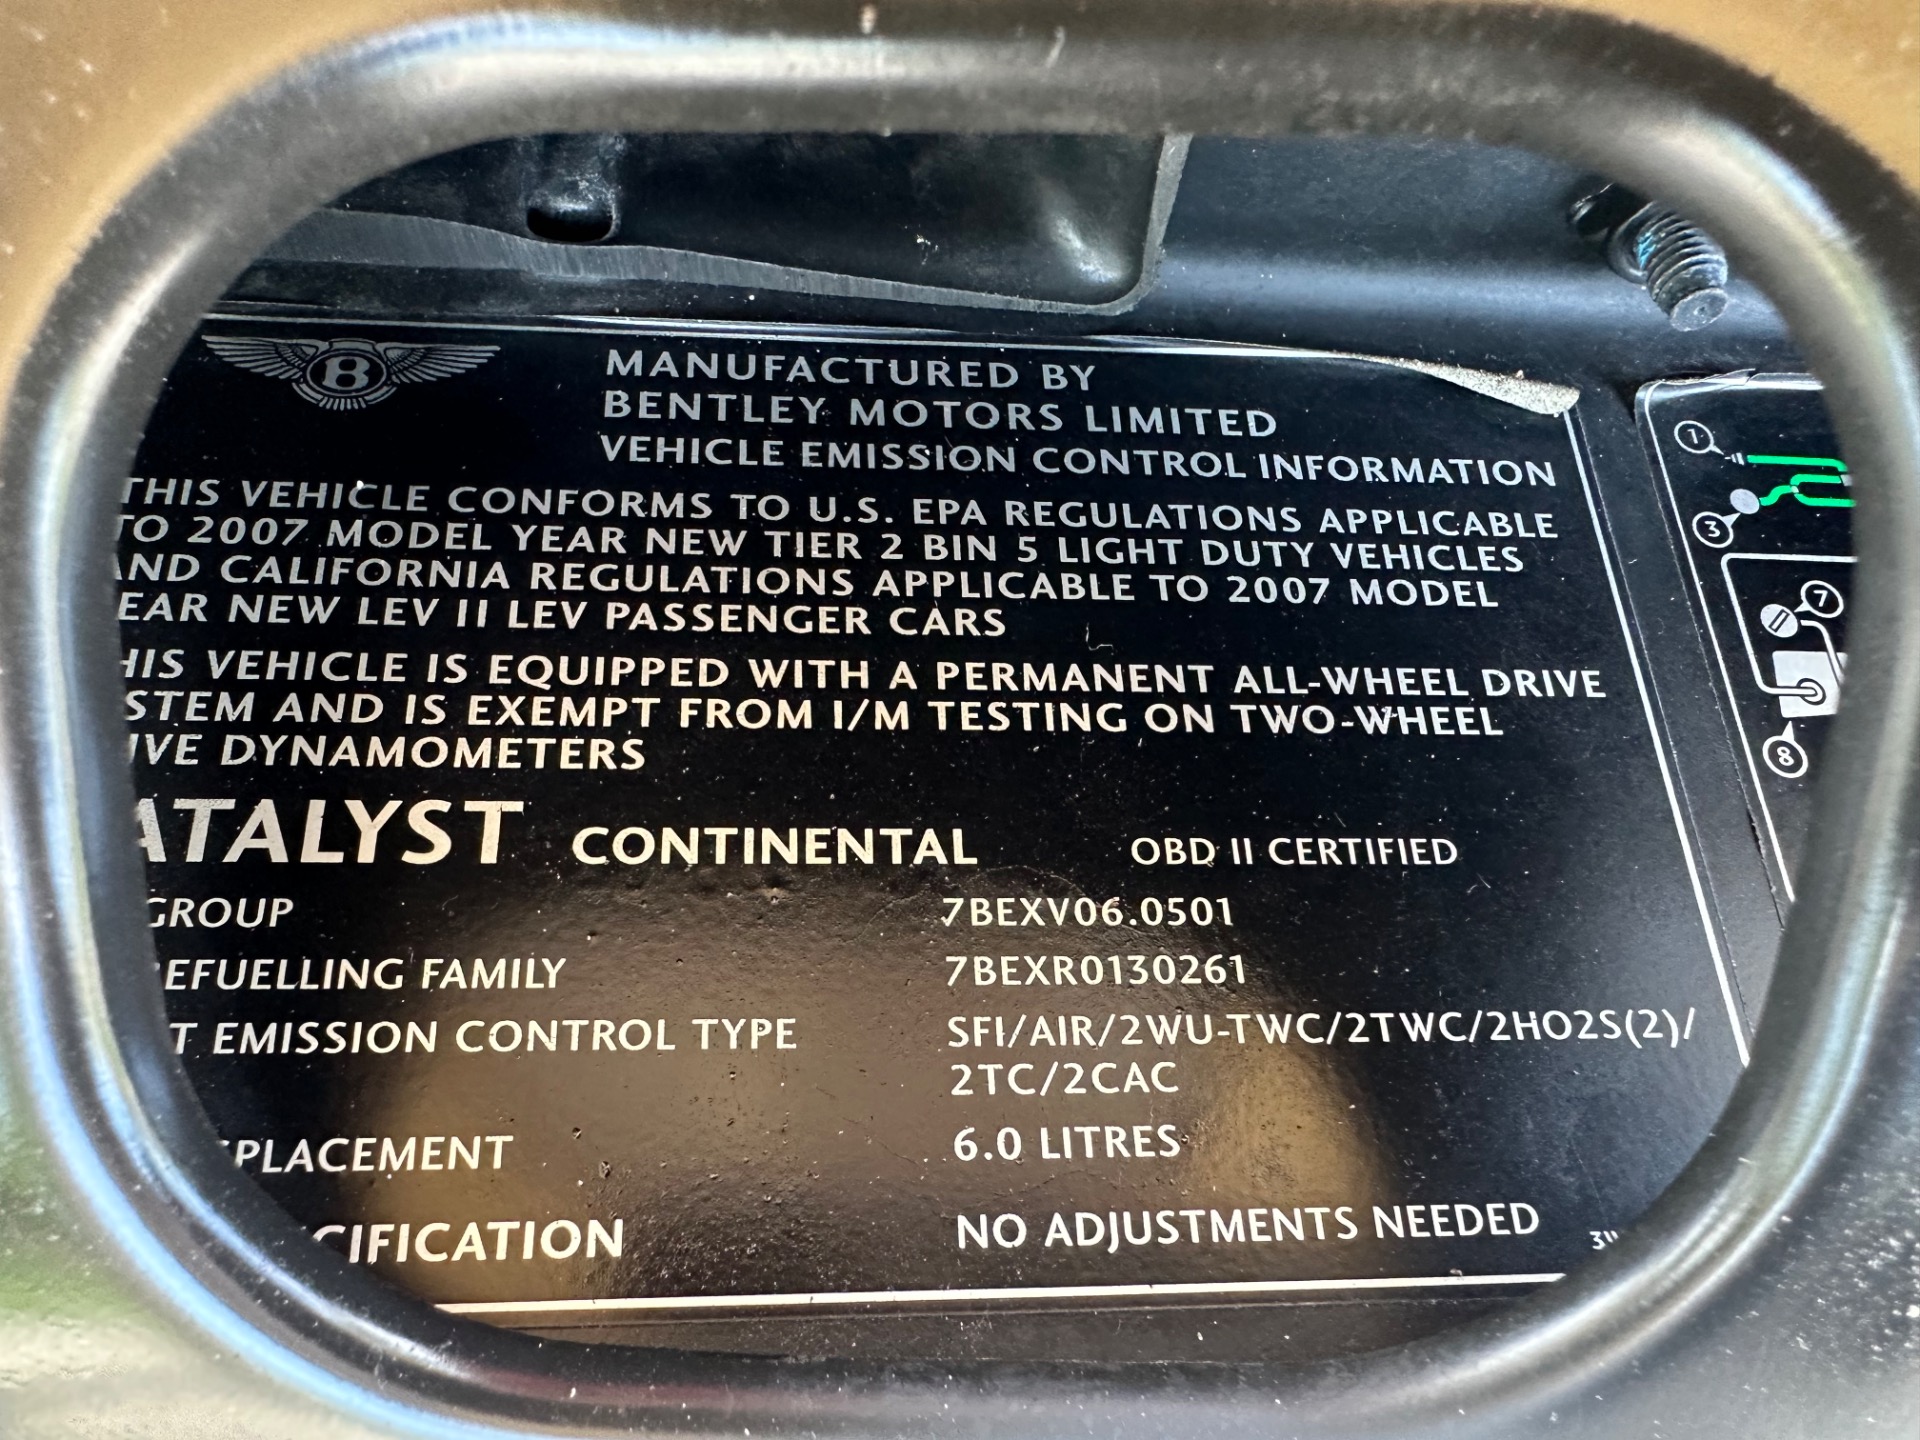 B
MANUFACTURED BY
BENTLEY MOTORS LIMITED
VEHICLE EMISSION CONTROL INFORMATION
THIS VEHICLE CONFORMS TO U.S. EPA REGULATIONS APPLICABLE
TO 2007 MODEL YEAR NEW TIER 2 BIN 5 LIGHT DUTY VEHICLES
AND CALIFORNIA REGULATIONS APPLICABLE TO 2007 MODEL
EAR NEW LEV II LEV PASSENGER CARS
HIS VEHICLE IS EQUIPPED WITH A PERMANENT ALL-WHEEL DRIVE
STEM AND IS EXEMPT FROM I/M TESTING ON TWO-WHEEL
IVE DYNAMOMETERS
ATALYST CONTINENTAL OBD II CERTIFIED
GROUP 7BEXV06.0501
EFUELLING FAMILY 7BEXR0130261
T EMISSION CONTROL TYPE SFI/AIR/2WU-TWC/2TWC/2HO2S(2)/
2TC/2CAC
PLACEMENT 6.0 LITRES
CIFICATION NO ADJUSTMENTS NEEDED
1
3
7
8